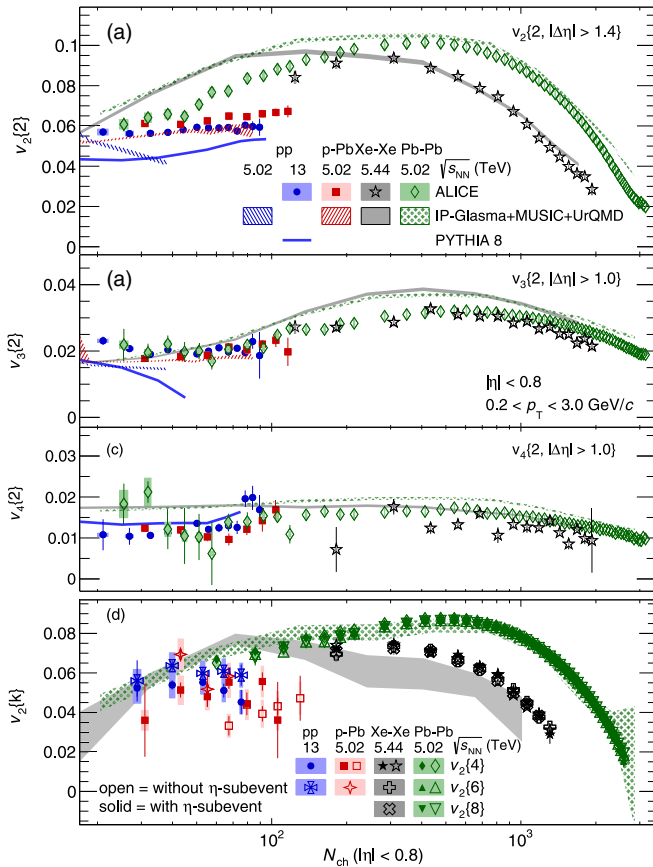 (a)
v₂{2, |Δη| > 1.4}
0.1
0.08
0.06
0.04
0.02
0
v₂{2}
pp p-Pb Xe-Xe Pb-Pb
5.02 13 5.02 5.44 5.02 √sNN (TeV)
ALICE
IP-Glasma+MUSIC+UrQMD
PYTHIA 8
(a)
v₃{2, |Δη| > 1.0}
0.04
0.02
0
v₃{2}
|η| < 0.8
0.2 < pT < 3.0 GeV/c
(c)
v₄{2, |Δη| > 1.0}
0.03
0.02
0.01
0
v₄{2}
(d)
0.08
0.06
0.04
0.02
0
v₂{k}
pp p-Pb Xe-Xe Pb-Pb √sNN (TeV)
13 5.02 5.44 5.02
v₂{4}
v₂{6}
v₂{8}
open = without η-subevent
solid = with η-subevent
10² 10³
Nch (|η| < 0.8)